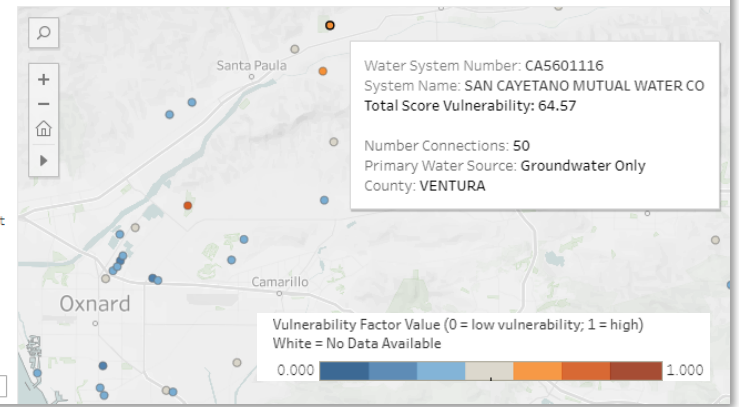 Santa Paula
Water System Number: CA5601116
System Name: SAN CAYETANO MUTUAL WATER CO
Total Score Vulnerability: 64.57
Number Connections: 50
Primary Water Source: Groundwater Only
County: VENTURA
t
Camarillo
Oxnard
Vulnerability Factor Value (0 = low vulnerability; 1 = high)
White = No Data Available
0.000
1.000